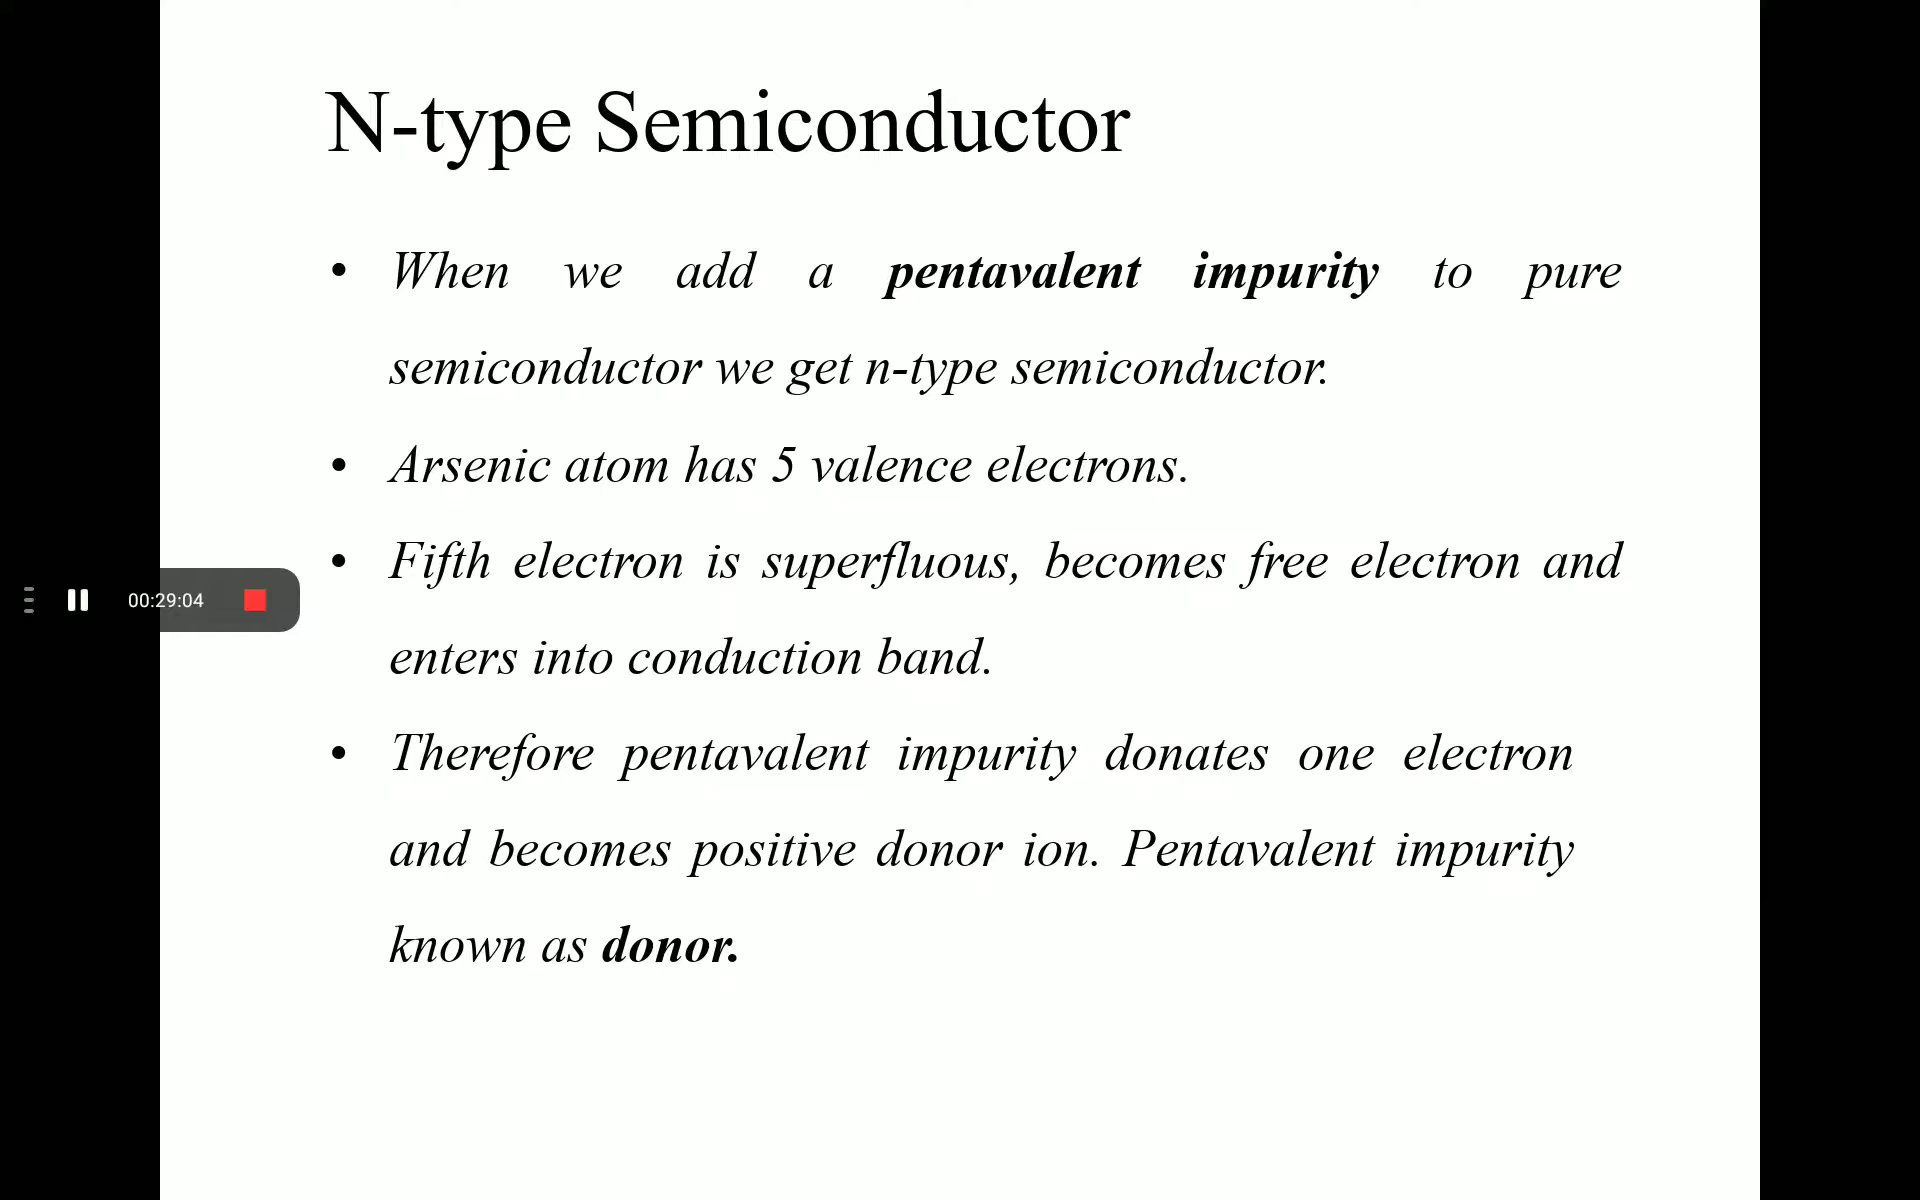 N-type Semiconductor
• When we add a pentavalent impurity to pure
semiconductor we get n-type semiconductor.
• Arsenic atom has 5 valence electrons.
• Fifth electron is superfluous, becomes free electron and
enters into conduction band.
• Therefore pentavalent impurity donates one electron
and becomes positive donor ion. Pentavalent impurity
known as donor.
00:29:04